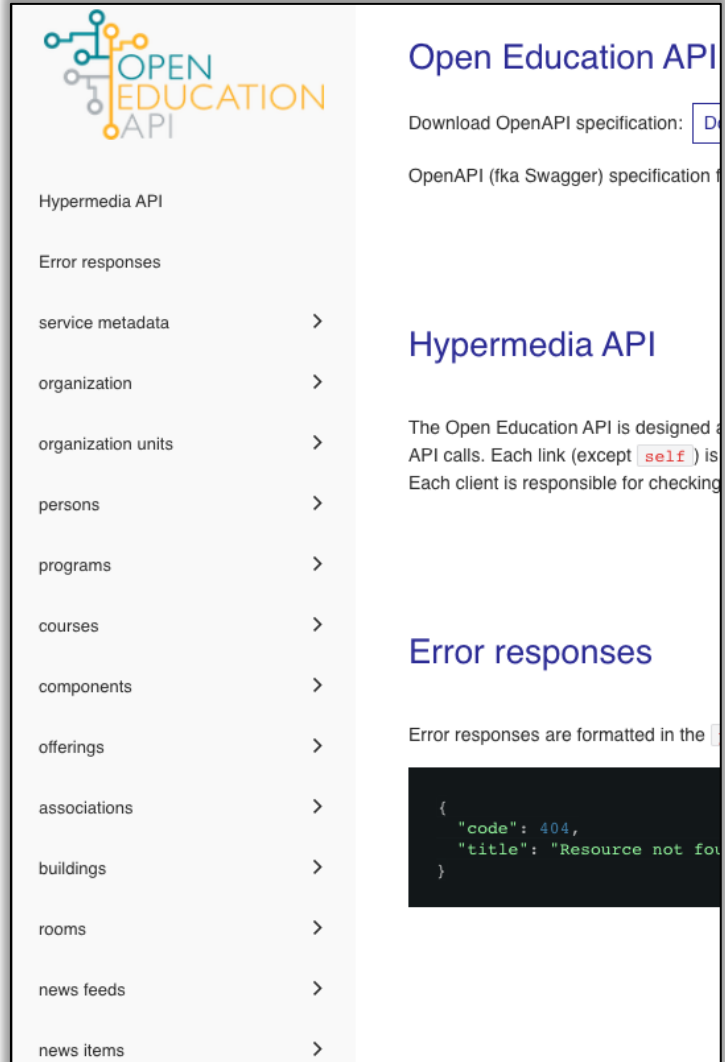 OPEN
EDUCATION
API
Hypermedia API
Error responses
service metadata
organization
organization units
persons
programs
courses
components
offerings
associations
buildings
rooms
news feeds
news items
Open Education API
Download OpenAPI specification:
OpenAPI (fka Swagger) specification
Hypermedia API
The Open Education API is designed
API calls. Each link (except self ) is
Each client is responsible for checking
Error responses
Error responses are formatted in the
{
"code": 404,
"title": "Resource not
}